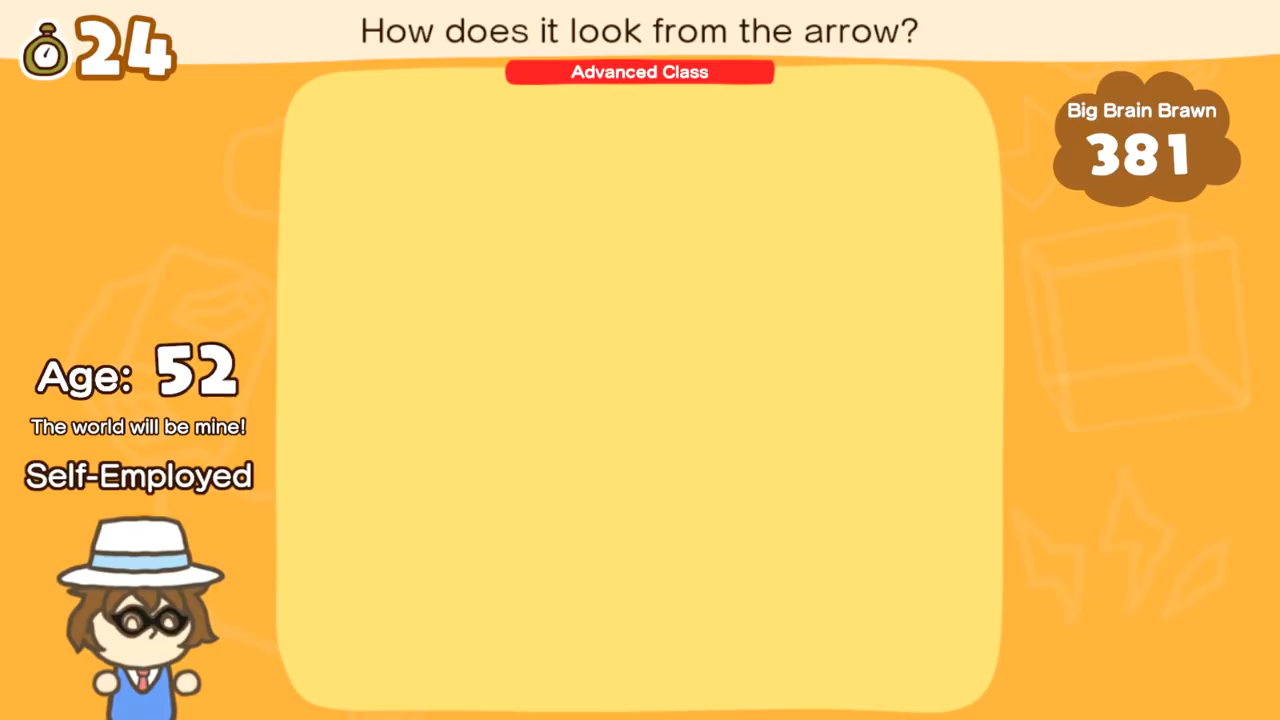 24
How does it look from the arrow?
Advanced Class
Big Brain Brawn
381
Age: 52
The world will be mine!
Self-Employed